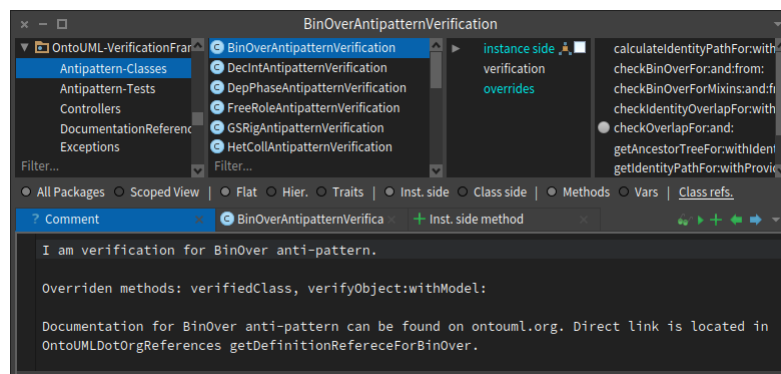 BinOverAntipatternVerification
OntoUML-VerificationFran
Antipattern-Classes
Antipattern-Tests
Controllers
DocumentationReferenc
Exceptions
Filter...
BinOverAntipatternVerification
DecIntAntipatternVerification
DepPhaseAntipatternVerification
FreeRoleAntipatternVerification
GSRigAntipatternVerification
HetCollAntipatternVerification
Filter...
instance side
verification
overrides
calculateIdentityPathFor:with
checkBinOverFor:and:from:
checkBinOverForMixins:and:fr
checkIdentityOverlapFor:with
checkOverlapFor:and:
getAncestorTreeFor:withIdent
getIdentityPathFor:withProvid
All Packages Scoped View | Flat Hier. Traits | Inst. side Class side | Methods Vars | Class refs.
? Comment × BinOverAntipatternVerifica × Inst. side method ×
I am verification for BinOver anti-pattern.
Overriden methods: verifiedClass, verifyObject:withModel:
Documentation for BinOver anti-pattern can be found on ontouml.org. Direct link is located in
OntoUMLDotOrgReferences getDefinitionRefereceForBinOver.